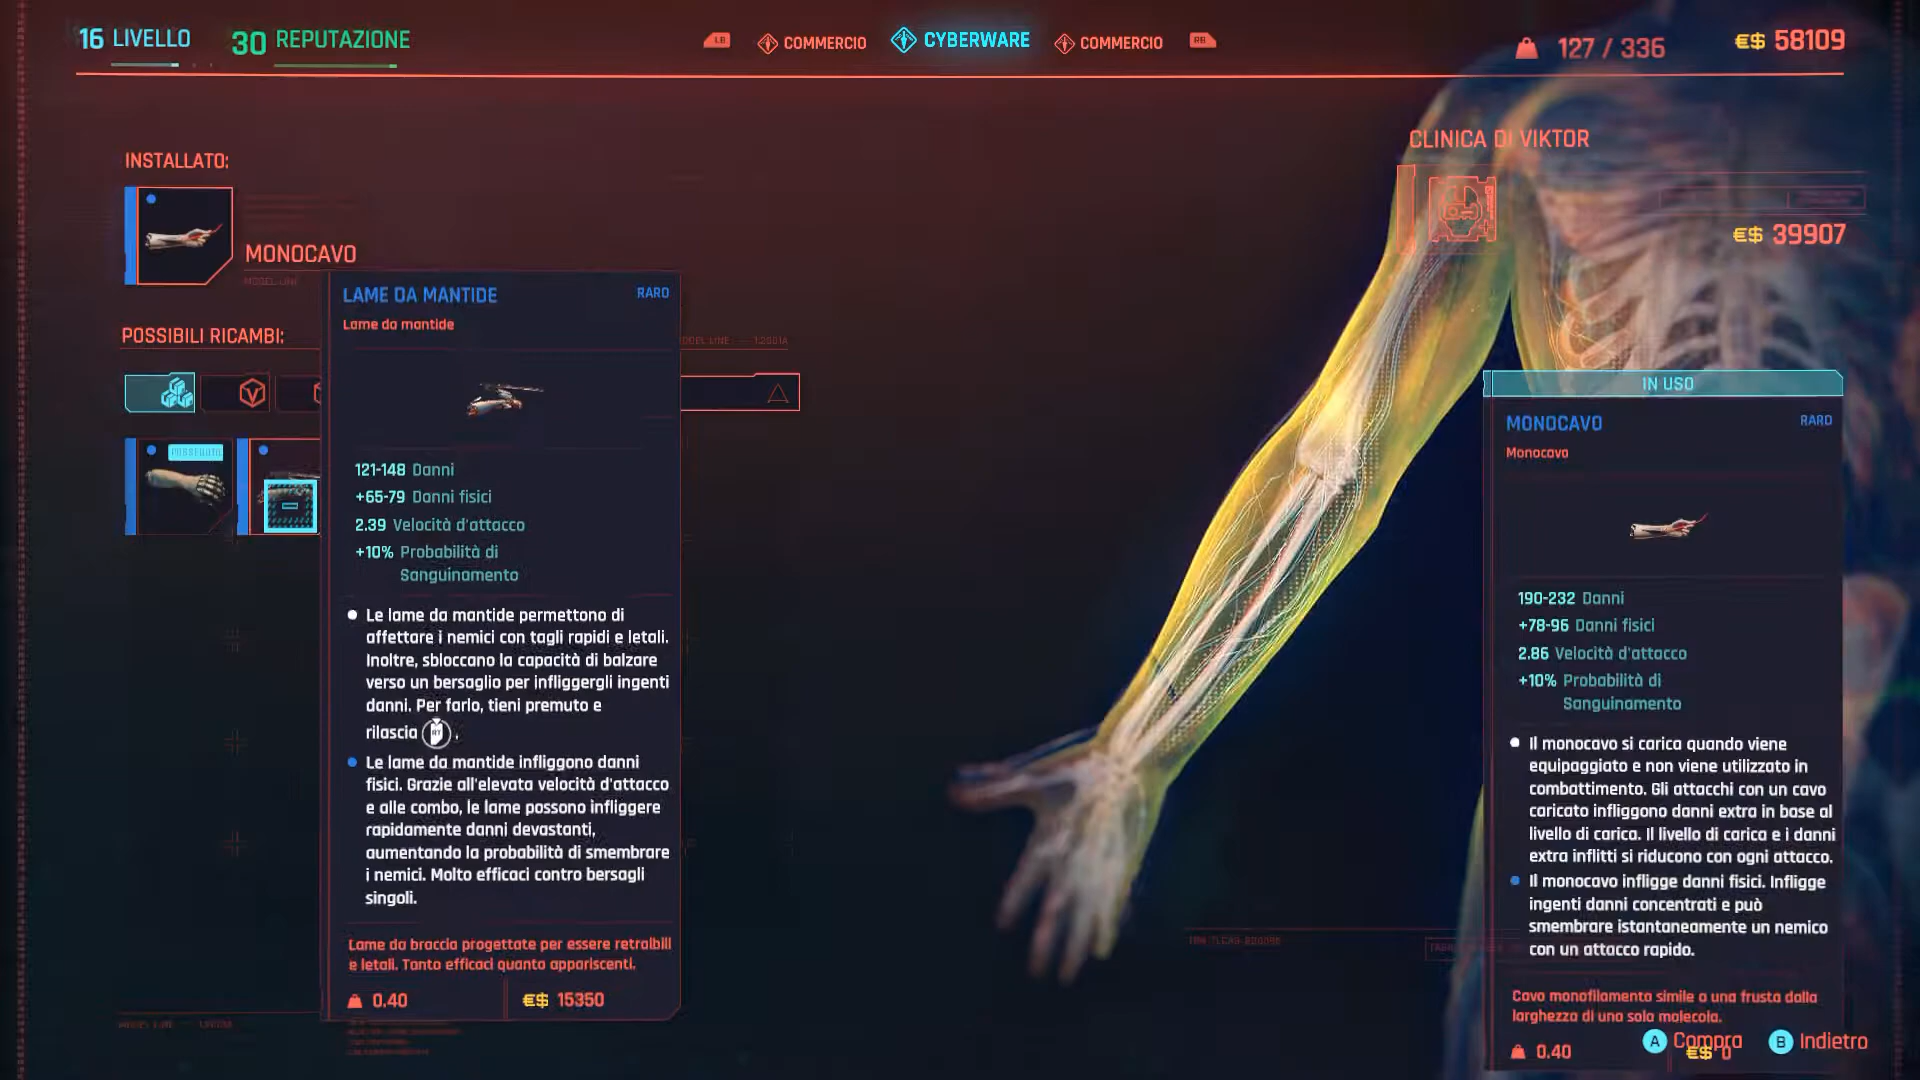 16 LIVELLO
30 REPUTAZIONE
LB
COMMERCIO
CYBERWARE
COMMERCIO
RB
127 / 336
€$ 58109
INSTALLATO:
MONOCAVO
MODEL LINE
CLINICA DI VIKTOR
€$ 39907
POSSIBILI RICAMBI:
POSSEDUTO
LAME DA MANTIDE
RARO
Lame da mantide
121-148 Danni
+65-79 Danni fisici
2.39 Velocità d'attacco
+10% Probabilità di
Sanguinamento
Le lame da mantide permettono di
affettare i nemici con tagli rapidi e letali.
Inoltre, sbloccano la capacità di balzare
verso un bersaglio per infliggergli ingenti
danni. Per farlo, tieni premuto e
rilascia RT .
Le lame da mantide infliggono danni
fisici. Grazie all'elevata velocità d'attacco
e alle combo, le lame possono infliggere
rapidamente danni devastanti,
aumentando la probabilità di smembrare
i nemici. Molto efficaci contro bersagli
singoli.
Lame da braccia progettate per essere retraibili
e letali. Tanto efficaci quanto appariscenti.
0.40
€$ 15350
IN USO
MONOCAVO
RARO
Monocavo
190-232 Danni
+78-96 Danni fisici
2.86 Velocità d'attacco
+10% Probabilità di
Sanguinamento
Il monocavo si carica quando viene
equipaggiato e non viene utilizzato in
combattimento. Gli attacchi con un cavo
caricato infliggono danni extra in base al
livello di carica. Il livello di carica e i danni
extra inflitti si riducono con ogni attacco.
Il monocavo infligge danni fisici. Infligge
ingenti danni concentrati e può
smembrare istantaneamente un nemico
con un attacco rapido.
Cavo monofilamento simile a una frusta dalla
larghezza di una sola molecola.
0.40
€$ 0
A Compra
B Indietro